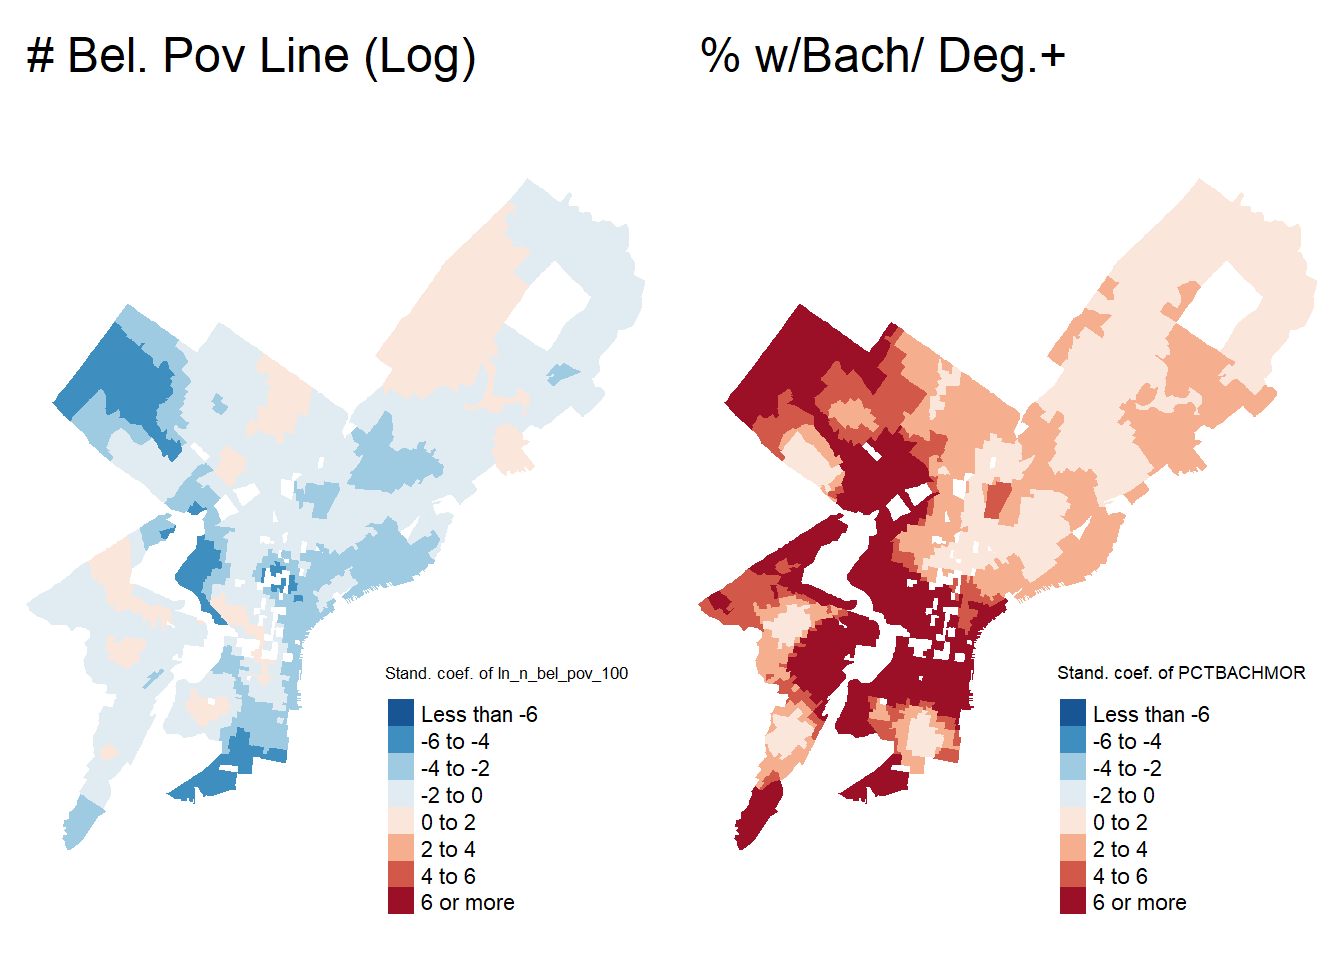 # Bel. Pov Line (Log)
% w/Bach/ Deg.+
Stand. coef. of ln_n_bel_pov_100
Less than -6
-6 to -4
-4 to -2
-2 to 0
0 to 2
2 to 4
4 to 6
6 or more
Stand. coef. of PCTBACHMOR
Less than -6
-6 to -4
-4 to -2
-2 to 0
0 to 2
2 to 4
4 to 6
6 or more